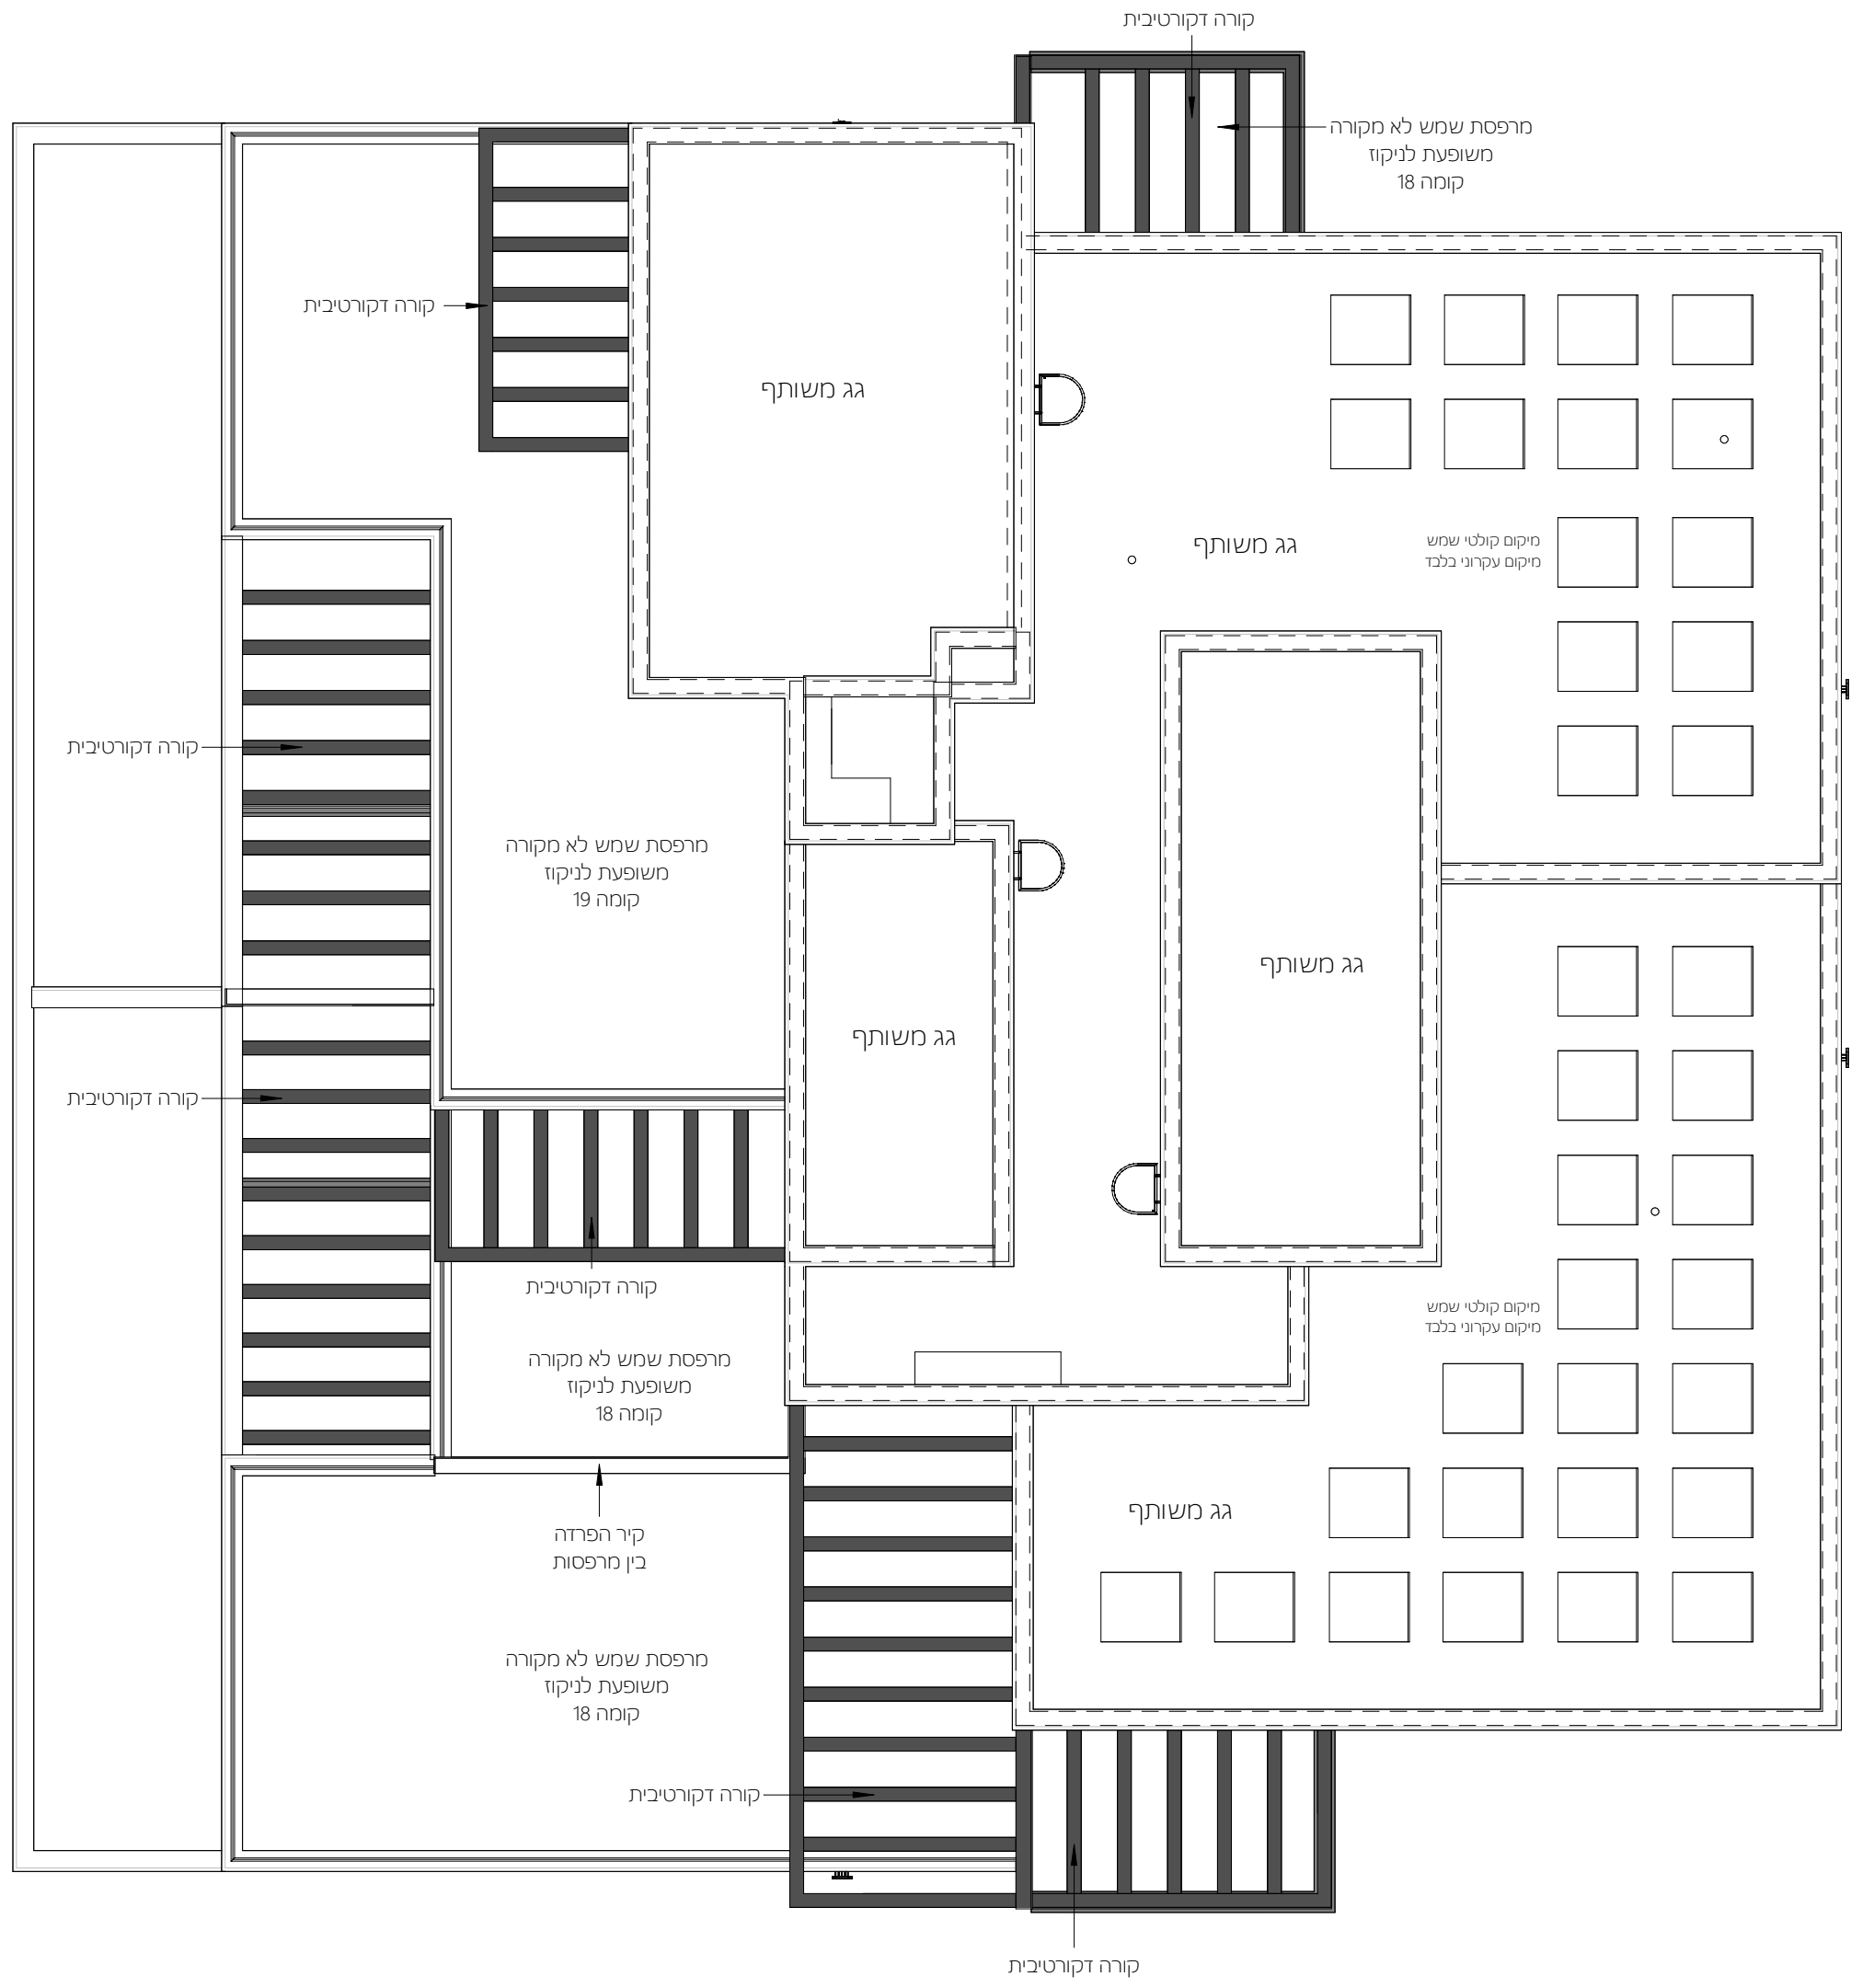 קורה דקורטיבית
מרפסת שמש לא מקורה
משופעת לניקוז
קומה 18
קורה דקורטיבית
גג משותף
גג משותף
מיקום קולטי שמש
מיקום עקרוני בלבד
קורה דקורטיבית
מרפסת שמש לא מקורה
משופעת לניקוז
קומה 19
גג משותף
גג משותף
קורה דקורטיבית
קורה דקורטיבית
מיקום קולטי שמש
מיקום עקרוני בלבד
מרפסת שמש לא מקורה
משופעת לניקוז
קומה 18
גג משותף
קיר הפרדה
בין מרפסות
מרפסת שמש לא מקורה
משופעת לניקוז
קומה 18
קורה דקורטיבית
קורה דקורטיבית